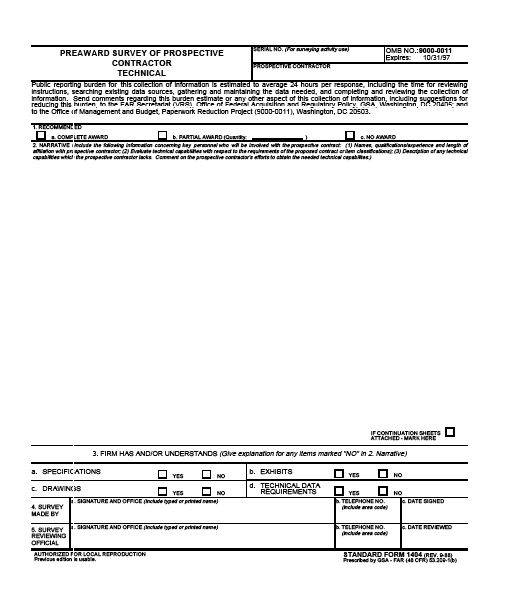 PREAWARD SURVEY OF PROSPECTIVE
CONTRACTOR
TECHNICAL
SERIAL NO. (For surveying activity use)
PROSPECTIVE CONTRACTOR
OMB NO.:9000-0011
Expires: 10/31/97
Public reporting burden for this collection of information is estimated to average 24 hours per response, including the time for reviewing
instructions, searching existing data sources, gathering and maintaining the data needed, and completing and reviewing the collection of
information. Send comments regarding this burden estimate or any other aspect of this collection of information, including suggestions for
reducing this burden, to the FAR Secretariat (VRS), Office of Federal Acquisition and Regulatory Policy, GSA, Washington, DC 20405; and
to the Office of Management and Budget, Paperwork Reduction Project (9000-0011), Washington, DC 20503.
1. RECOMMENDED
a. COMPLETE AWARD
b. PARTIAL AWARD (Quantity: )
c. NO AWARD
2. NARRATIVE (Include the following information concerning key personnel who will be involved with the prospective contract: (1) Names, qualifications/experience and length of
affiliation with prospective contractor; (2) Evaluate technical capabilities with respect to the requirements of the proposed contract or item classifications); (3) Description of any technical
capabilities which the prospective contractor lacks. Comment on the prospective contractor's efforts to obtain the needed technical capabilities.)
IF CONTINUATION SHEETS
ATTACHED - MARK HERE
3. FIRM HAS AND/OR UNDERSTANDS (Give explanation for any items marked "NO" in 2. Narrative)
a. SPECIFICATIONS YES NO
b. EXHIBITS YES NO
c. DRAWINGS YES NO
d. TECHNICAL DATA
REQUIREMENTS YES NO
4. SURVEY
MADE BY
a. SIGNATURE AND OFFICE (Include typed or printed name)
b. TELEPHONE NO.
(Include area code)
c. DATE SIGNED
5. SURVEY
REVIEWING
OFFICIAL
a. SIGNATURE AND OFFICE (Include typed or printed name)
b. TELEPHONE NO.
(Include area code)
c. DATE REVIEWED
AUTHORIZED FOR LOCAL REPRODUCTION
Previous edition is usable.
STANDARD FORM 1404 (REV. 9-88)
Prescribed by GSA - FAR (48 CFR) 53.209-1(b)